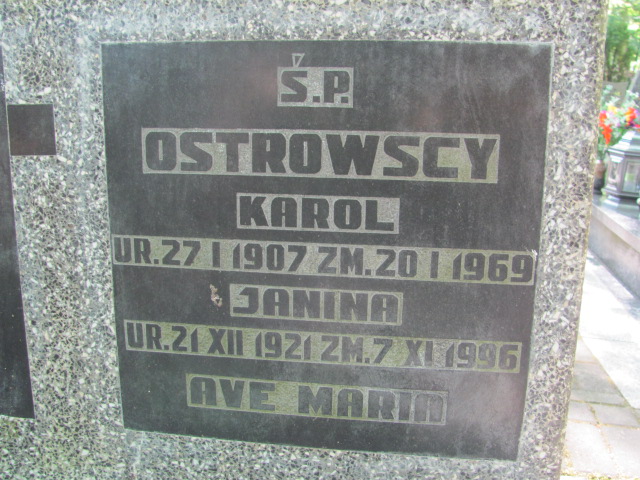 Ś.P.
OSTROWSCY
KAROL
UR.27 I 1907 ZM.20 I 1969
JANINA
UR.21 XII 1921 ZM.7 XI 1996
AVE MARIA